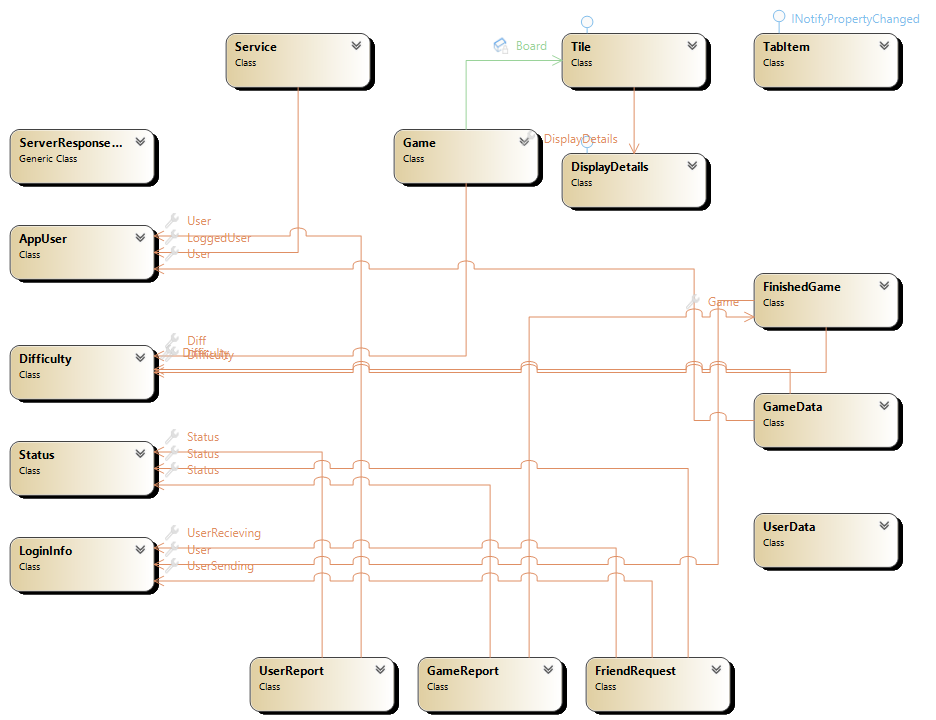 INotifyPropertyChanged
Service
Class
Board
Tile
Class
TabItem
Class
ServerResponse...
Generic Class
Game
Class
DisplayDetails
DisplayDetails
Class
User
LoggedUser
User
AppUser
Class
FinishedGame
Class
Game
Diff
Difficulty
Difficulty
Difficulty
Class
GameData
Class
Status
Status
Status
Status
Class
UserData
Class
UserRecieving
User
UserSending
LoginInfo
Class
UserReport
Class
GameReport
Class
FriendRequest
Class